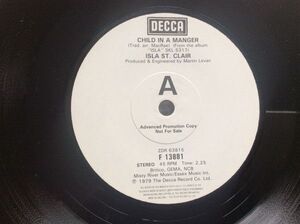 DECCA
CHILD IN A MANGER
(Trad. arr. MacRae) (From the album
"ISLA" SKL 5317)
ISLA ST. CLAIR
Produced & Engineered by Martin Levan
A
Advanced Promotion Copy
Not For Sale
ZDR 63816
F 13881
STEREO 45 RPM Time: 2.25
Britico, GEMA, NCB
Misty River Music/Essex Music Inc.
℗ 1979 The Decca Record Co. Ltd.